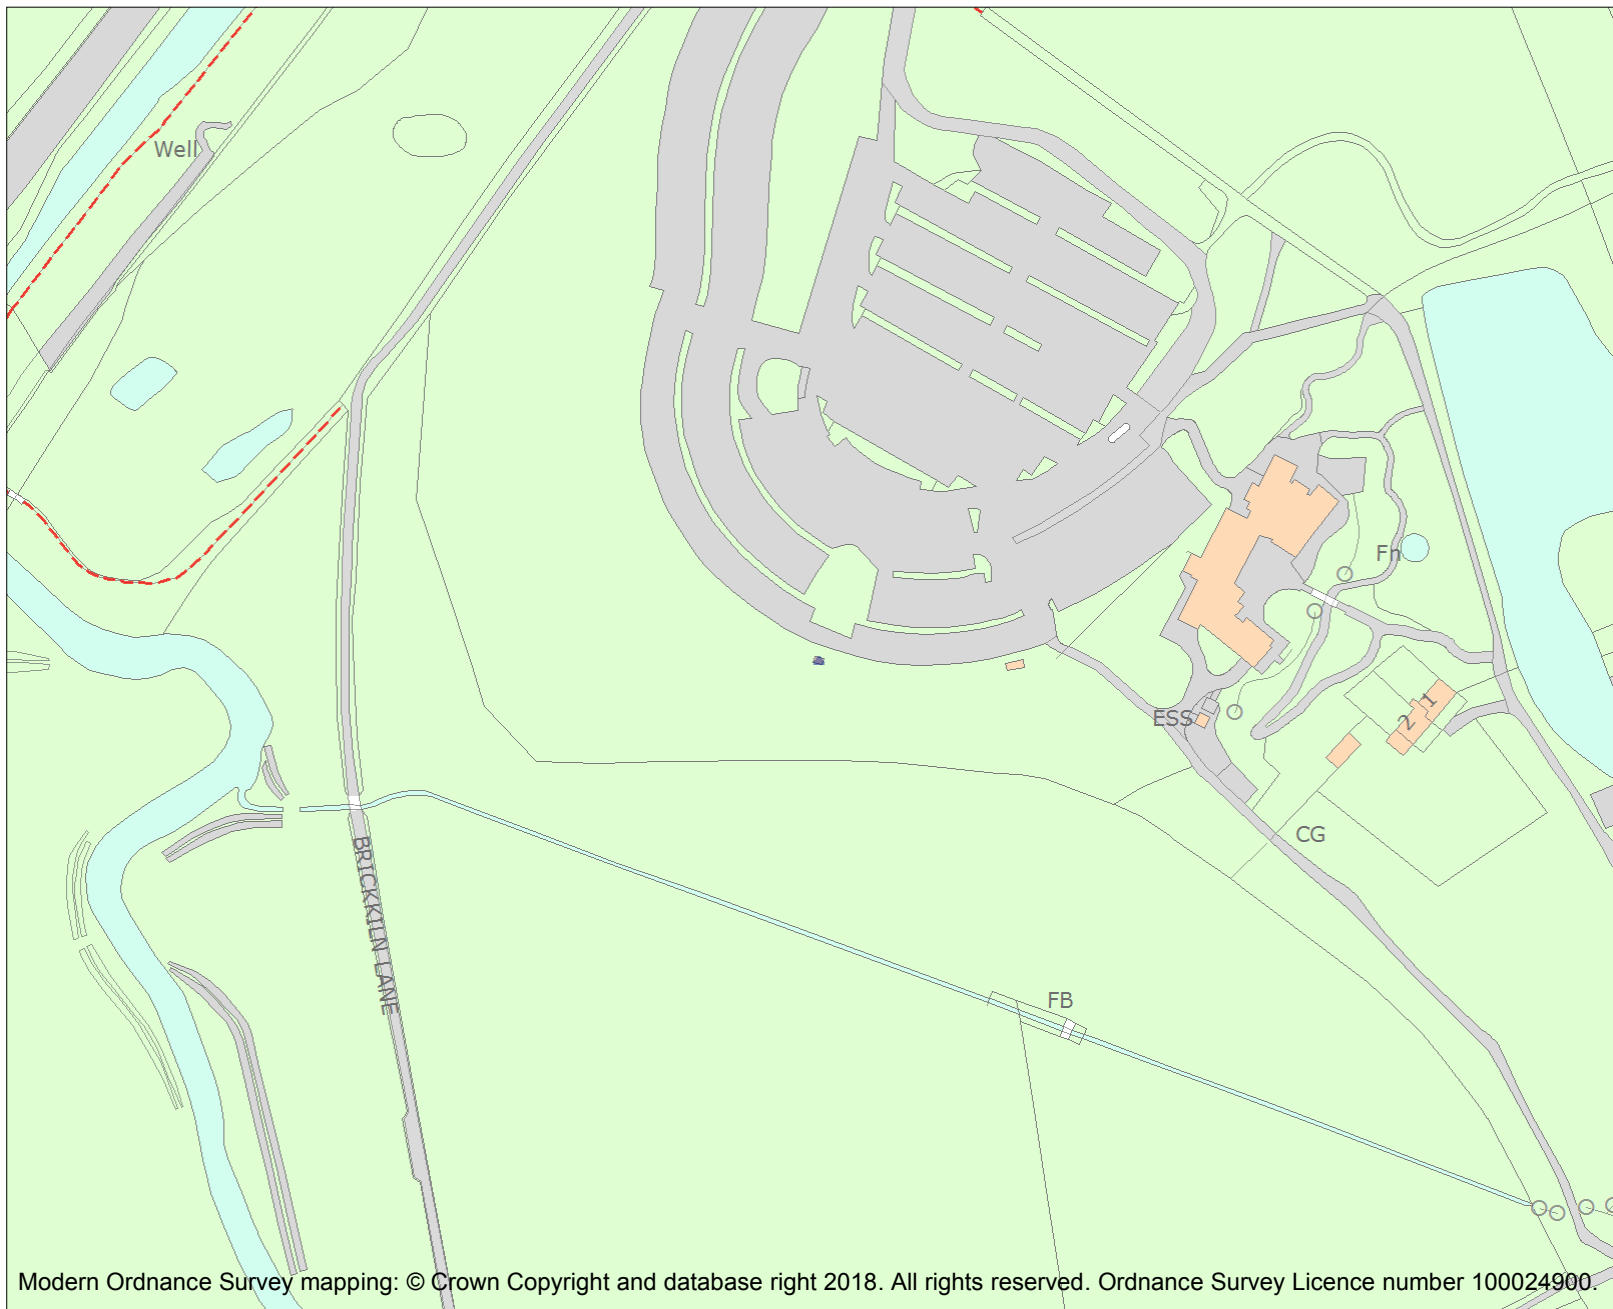 Well
Fn
1
2
ESS
CG
BRICKKILN LANE
FB
Modern Ordnance Survey mapping: © Crown Copyright and database right 2018. All rights reserved. Ordnance Survey Licence number 100024900.